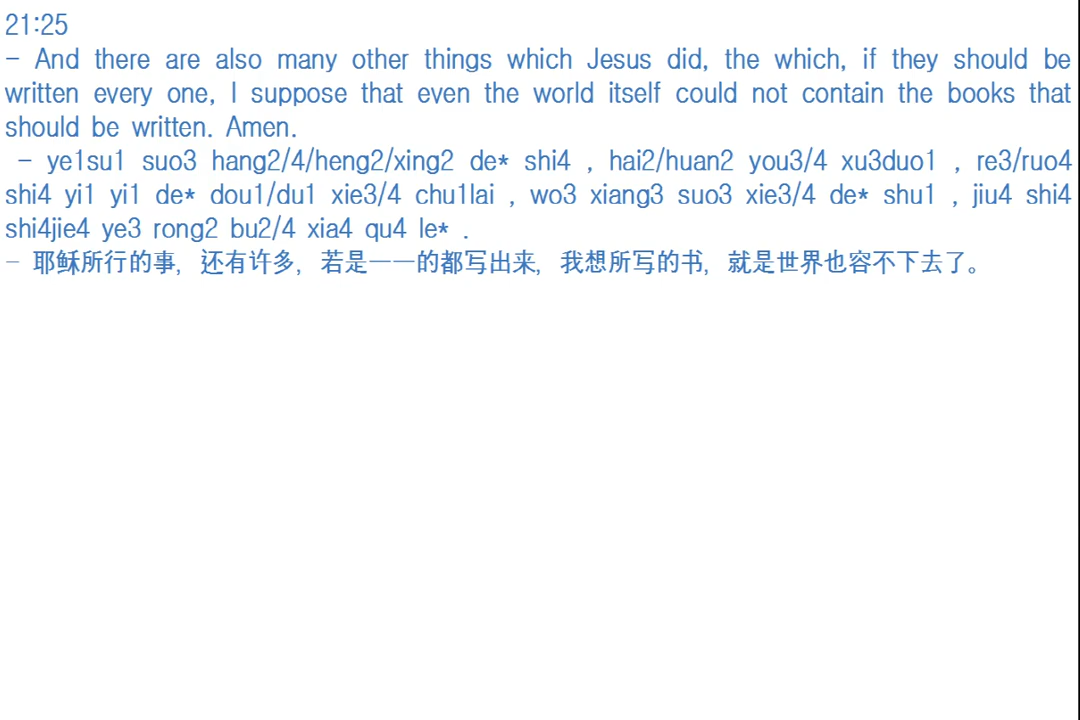 21:25
- And there are also many other things which Jesus did, the which, if they should be
written every one, I suppose that even the world itself could not contain the books that
should be written. Amen.
- ye1su1 suo3 hang2/4/heng2/xing2 de* shi4 , hai2/huan2 you3/4 xu3duo1 , re3/ruo4
shi4 yi1 yi1 de* dou1/du1 xie3/4 chu1lai , wo3 xiang3 suo3 xie3/4 de* shu1 , jiu4 shi4
shi4jie4 ye3 rong2 bu2/4 xia4 qu4 le* .
- 耶稣所行的事, 还有许多, 若是一一的都写出来, 我想所写的书, 就是世界也容不下去了。